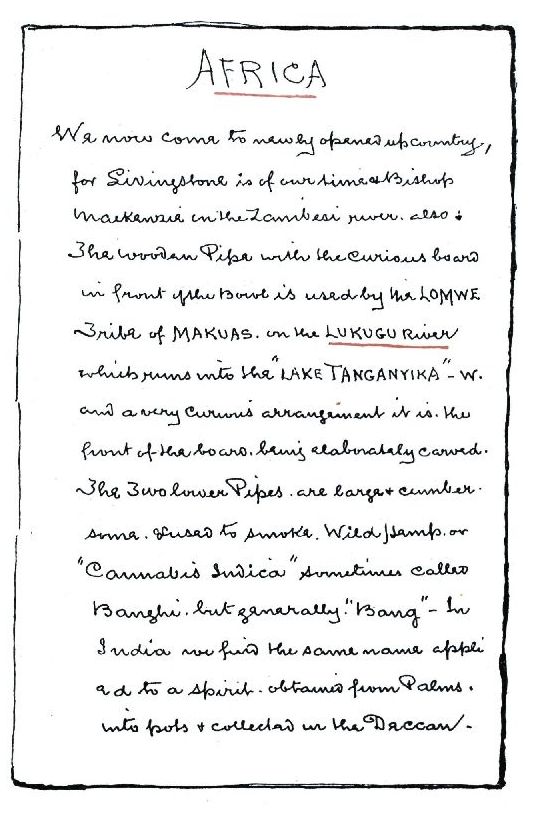 AFRICA
We now come to newly opened up country,
for Livingstone is of our time & Bishop
Mackenzie on the Zambesi river. also :
The wooden Pipe with the curious board
in front of the Bowl is used by the LOMWE
Tribe of MAKUAS. on the LUKUGU River
which runs into the "LAKE TANGANYIKA" - W.
and a very curious arrangement it is. the
front of the board. being elaborately carved.
The Two lower Pipes. are large & cumber-
some. & used to smoke. Wild Hemp. or
"Cannabis Indica" sometimes called
Banghi. but generally. "Bang" - In
India we find the same name appli
ed to a spirit. obtained from Palms.
into pots & collected in the Deccan -